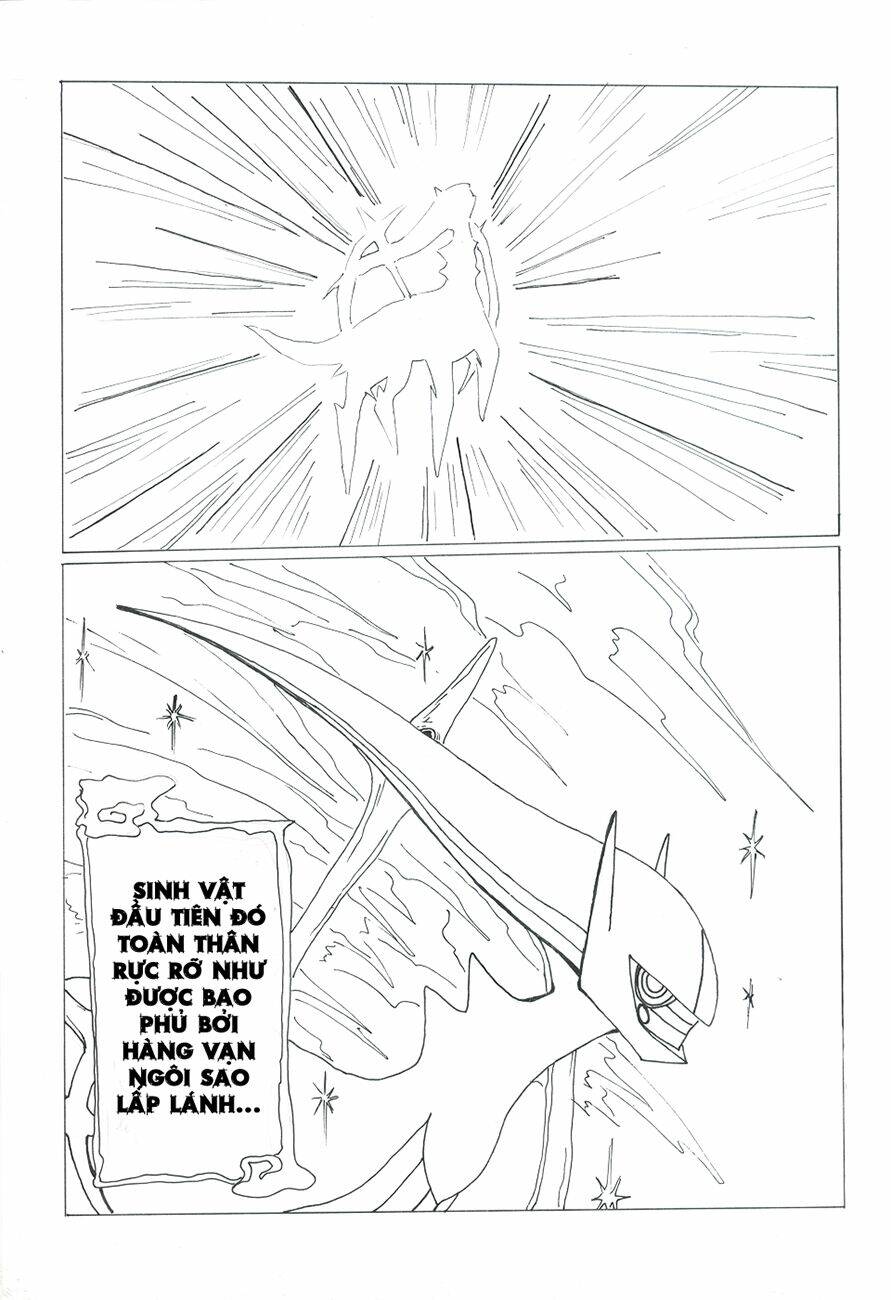 SINH VẬT
ĐẦU TIÊN ĐÓ
TOÀN THÂN
RỰC RỠ NHƯ
ĐƯỢC BAO
PHỦ BỞI
HÀNG VẠN
NGÔI SAO
LẤP LÁNH...